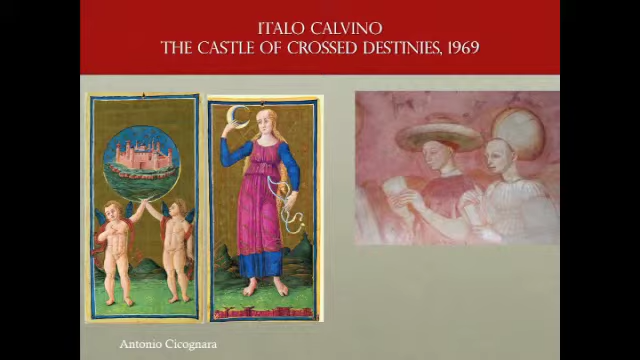 ITALO CALVINO
THE CASTLE OF CROSSED DESTINIES, 1969
Antonio Cicognara